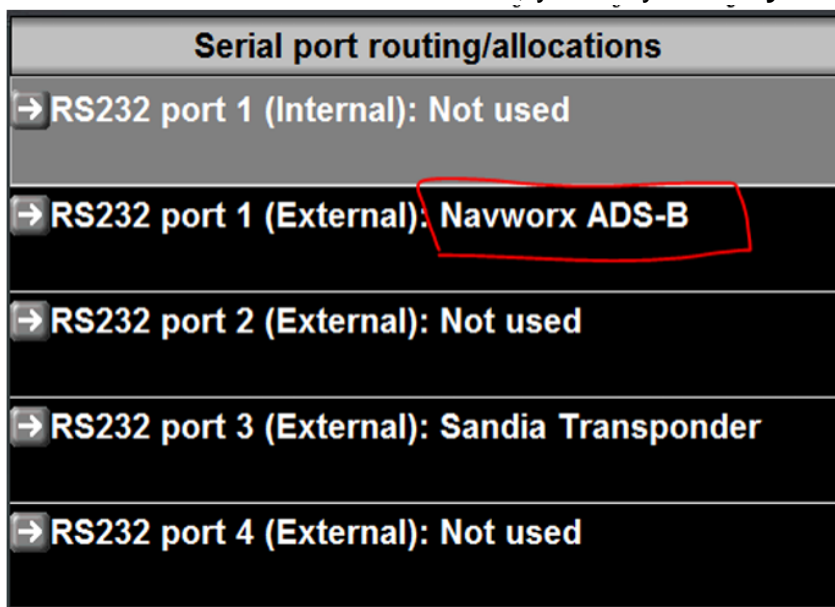 Serial port routing/allocations
RS232 port 1 (Internal): Not used
RS232 port 1 (External): Navworx ADS-B
RS232 port 2 (External): Not used
RS232 port 3 (External): Sandia Transponder
RS232 port 4 (External): Not used